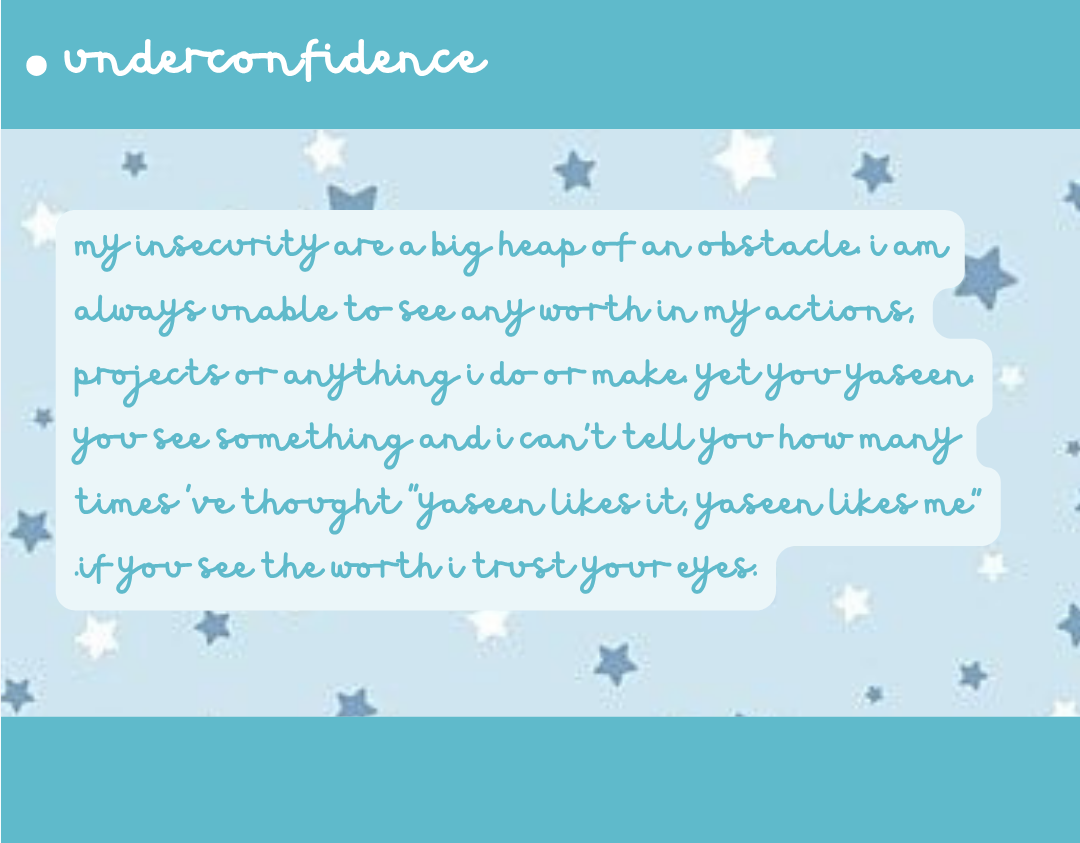 • underconfidence
my insecurity are a big heap of an obstacle. i am
always unable to see any worth in my actions,
projects or anything i do or make. yet you yaseen.
you see something and i can't tell you how many
times 've thought "yaseen likes it, yaseen likes me"
.if you see the worth i trust your eyes.